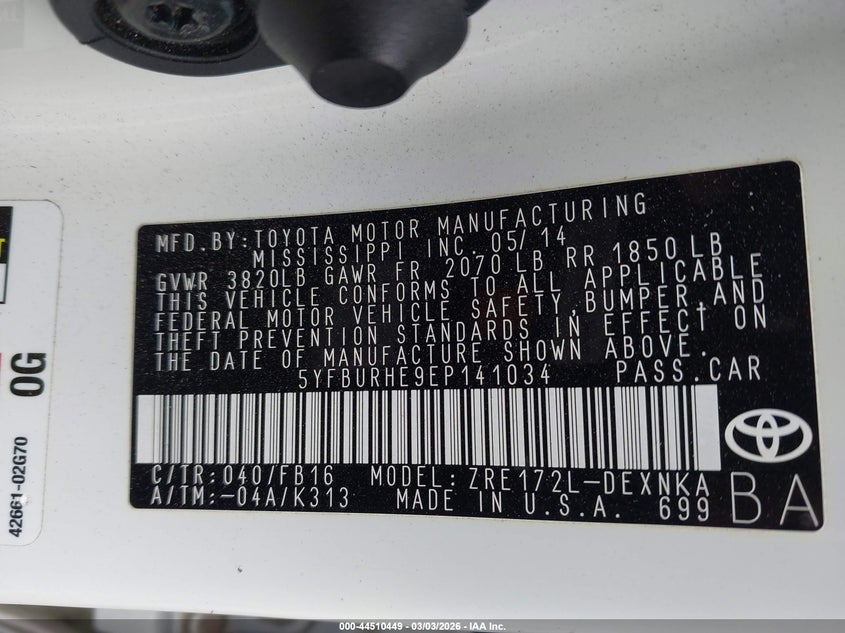 MFD. BY: TOYOTA MOTOR MANUFACTURING
MISSISSIPPI INC. 05/14
GVWR 3820LB GAWR FR 2070 LB RR 1850 LB
THIS VEHICLE CONFORMS TO ALL APPLICABLE
FEDERAL MOTOR VEHICLE SAFETY, BUMPER, AND
THEFT PREVENTION STANDARDS IN EFFECT ON
THE DATE OF MANUFACTURE SHOWN ABOVE.
5YFBURHE9EP141034 PASS. CAR
C/TR: 040/FB16 MODEL: ZRE172L-DEXNKA
A/TM: -04A/K313 MADE IN U.S.A. 699
BA
0G
42661-02G70
000-44510449 - 03/03/2026 - IAA Inc.